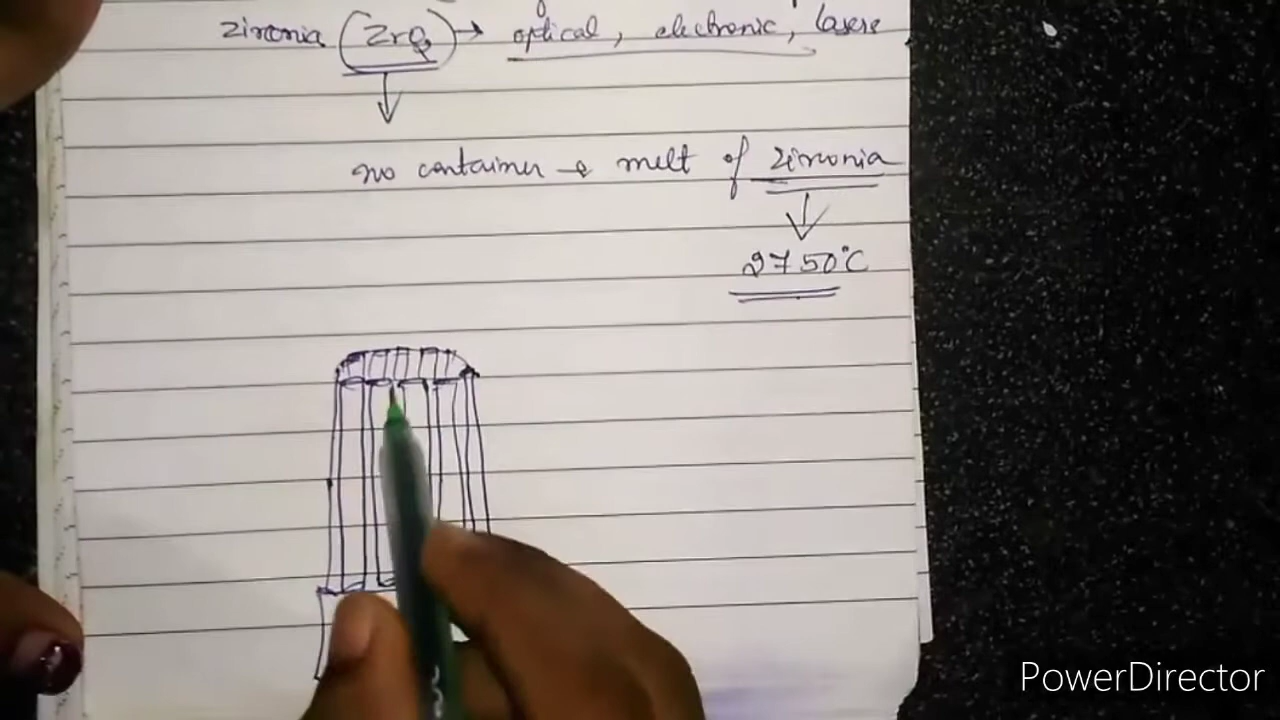 zirconia (ZrO2) → optical, electronic, lasers
no container → melt of zirconia
2750°C
PowerDirector